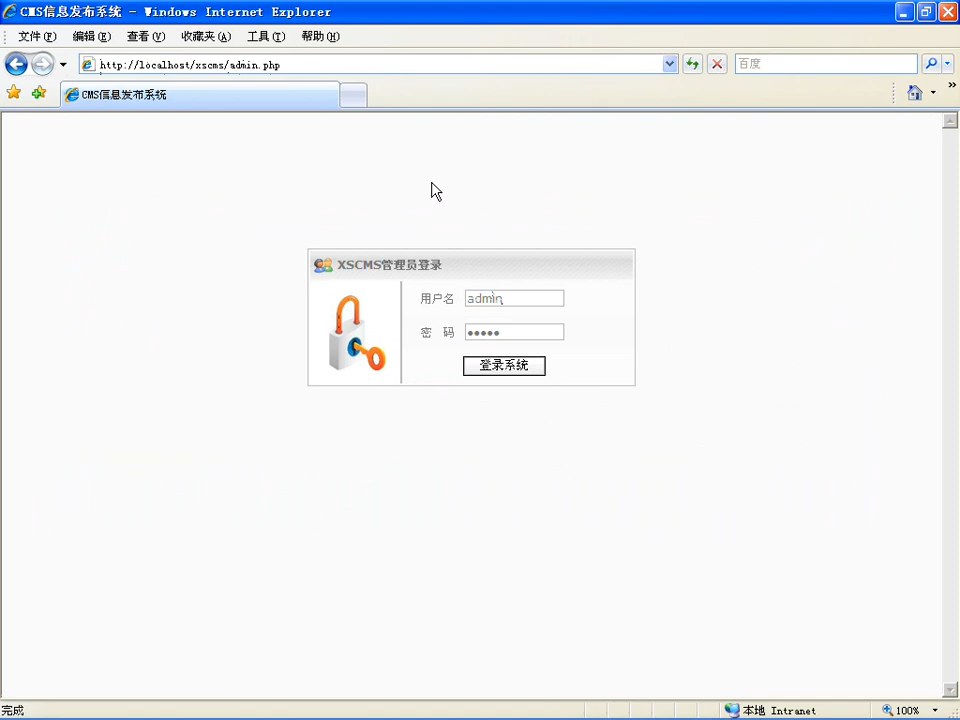 CMS信息发布系统 - Windows Internet Explorer
文件(F) 编辑(E) 查看(V) 收藏夹(A) 工具(T) 帮助(H)
http://localhost/xscms/admin.php 百度
CMS信息发布系统
XSCMS管理员登录
用户名 admin
密 码 •••••
登录系统
完成 本地 Intranet 100%